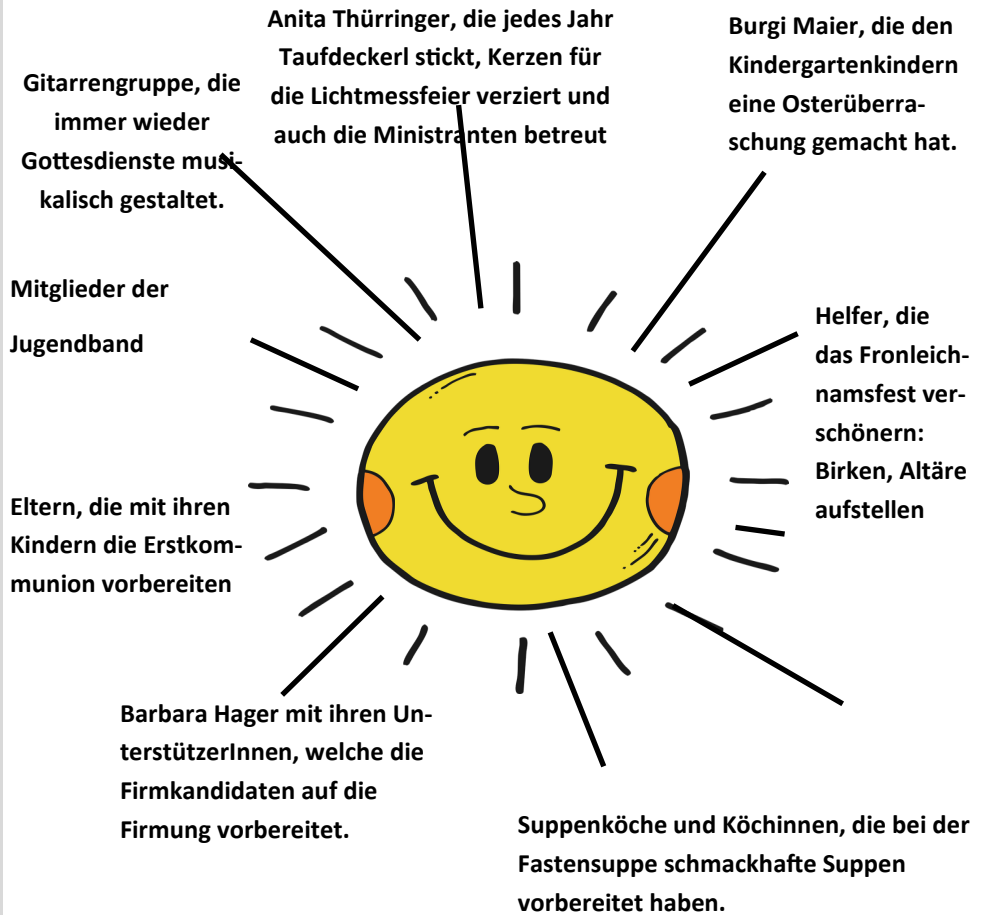 Gitarrengruppe, die
immer wieder
Gottesdienste musi-
kalisch gestaltet.
Anita Thürringer, die jedes Jahr
Taufdeckerl stickt, Kerzen für
die Lichtmessfeier verziert und
auch die Ministranten betreut
Burgi Maier, die den
Kindergartenkindern
eine Osterüberra-
schung gemacht hat.
Mitglieder der
Jugendband
Helfer, die
das Fronleich-
namsfest ver-
schönern:
Birken, Altäre
aufstellen
Eltern, die mit ihren
Kindern die Erstkom-
munion vorbereiten
Barbara Hager mit ihren Un-
terstützerInnen, welche die
Firmkandidaten auf die
Firmung vorbereitet.
Suppenköche und Köchinnen, die bei der
Fastensuppe schmackhafte Suppen
vorbereitet haben.